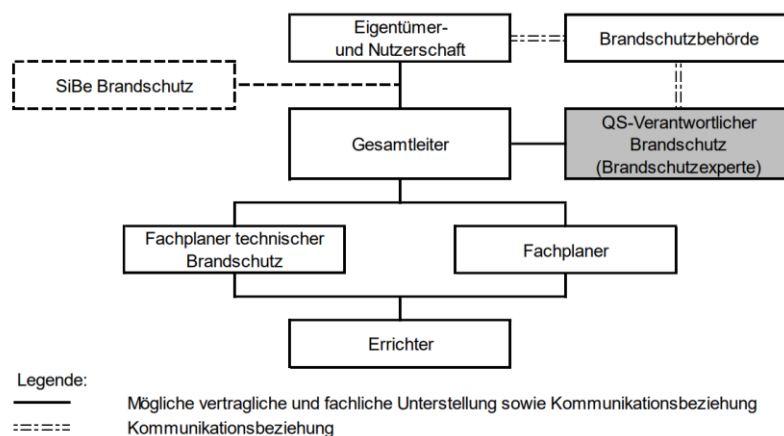 Eigentümer-
und Nutzerschaft
Brandschutzbehörde
SiBe Brandschutz
Gesamtleiter
QS-Verantwortlicher
Brandschutz
(Brandschutzexperte)
Fachplaner technischer
Brandschutz
Fachplaner
Errichter
Legende:
Mögliche vertragliche und fachliche Unterstellung sowie Kommunikationsbeziehung
Kommunikationsbeziehung